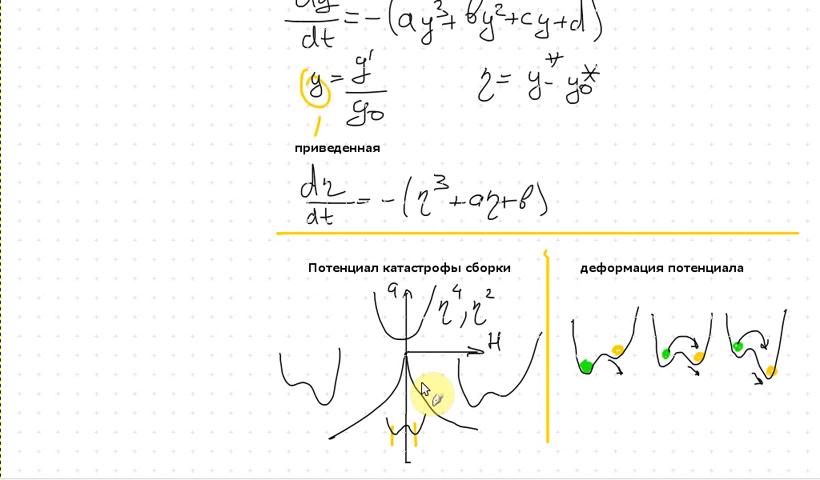 dy/dt = -(ay³ + by² + cy + d)
y = y'/y₀    η = y* - y₀*
приведенная
dη/dt = -(η³ + aη + b)
Потенциал катастрофы сборки    деформация потенциала
a    η⁴, η²
H